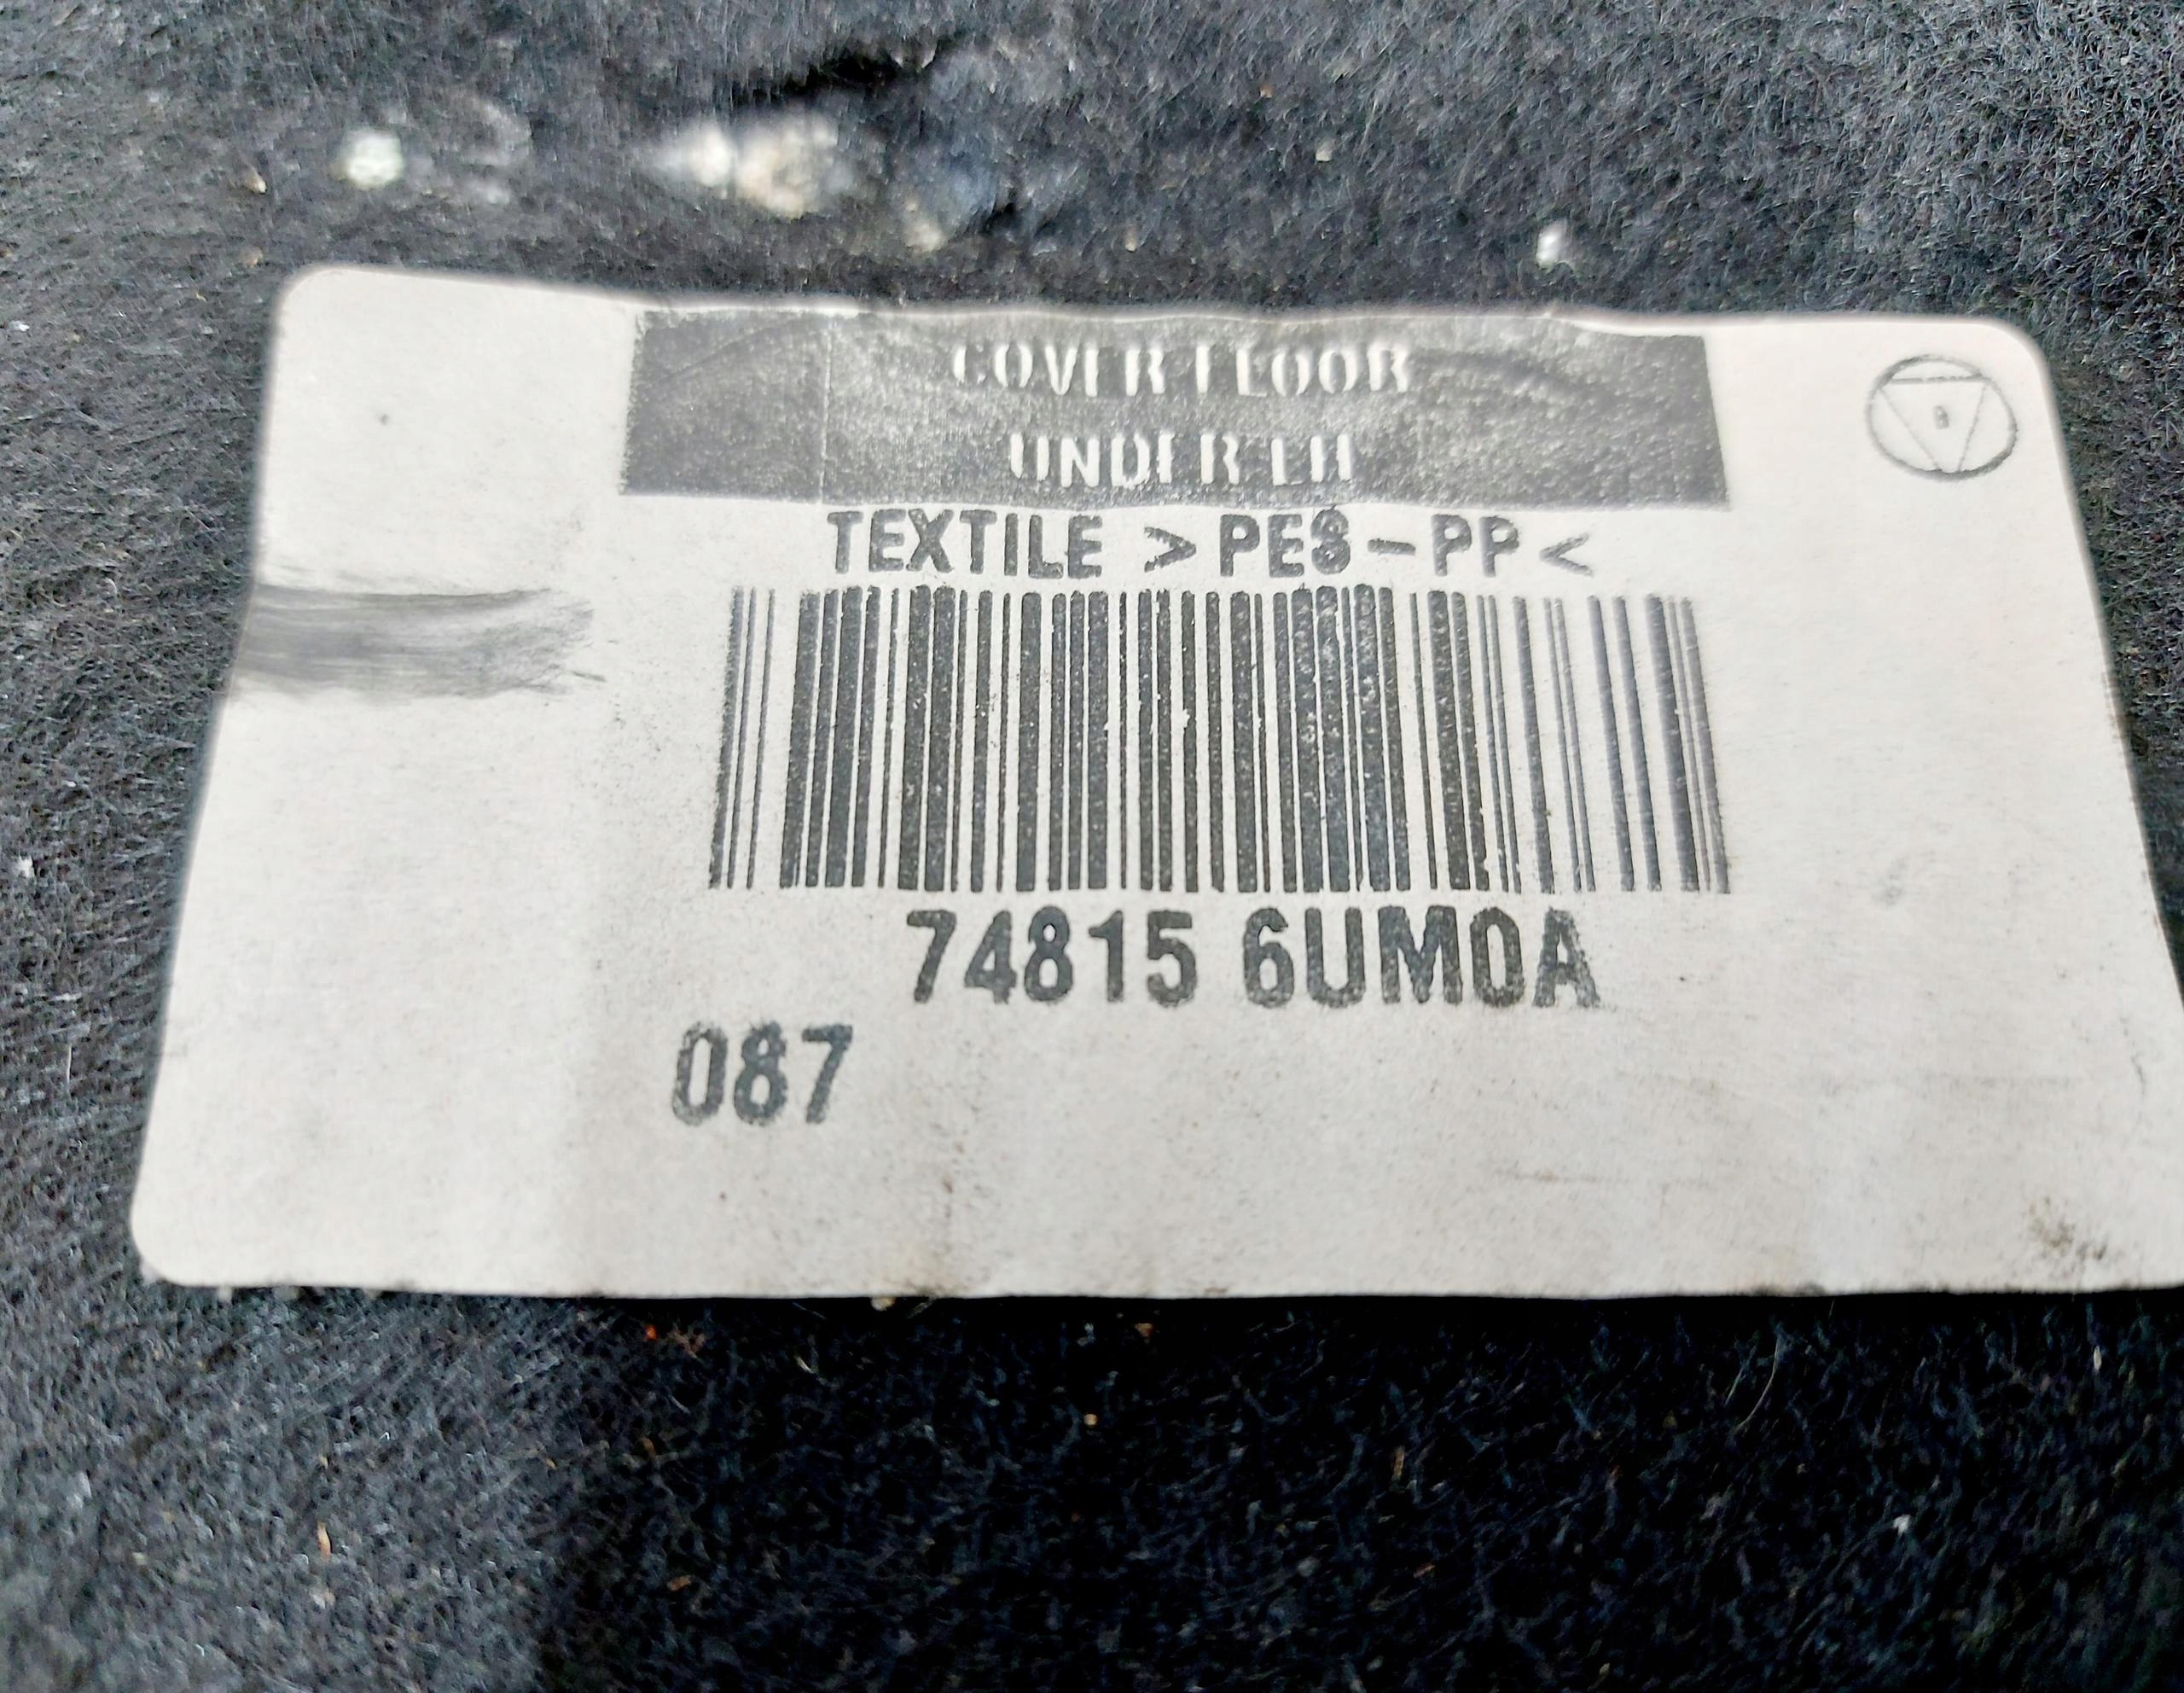 COVER FLOOR
UNDER LH
TEXTILE >PES-PP<
74815 6UM0A
087